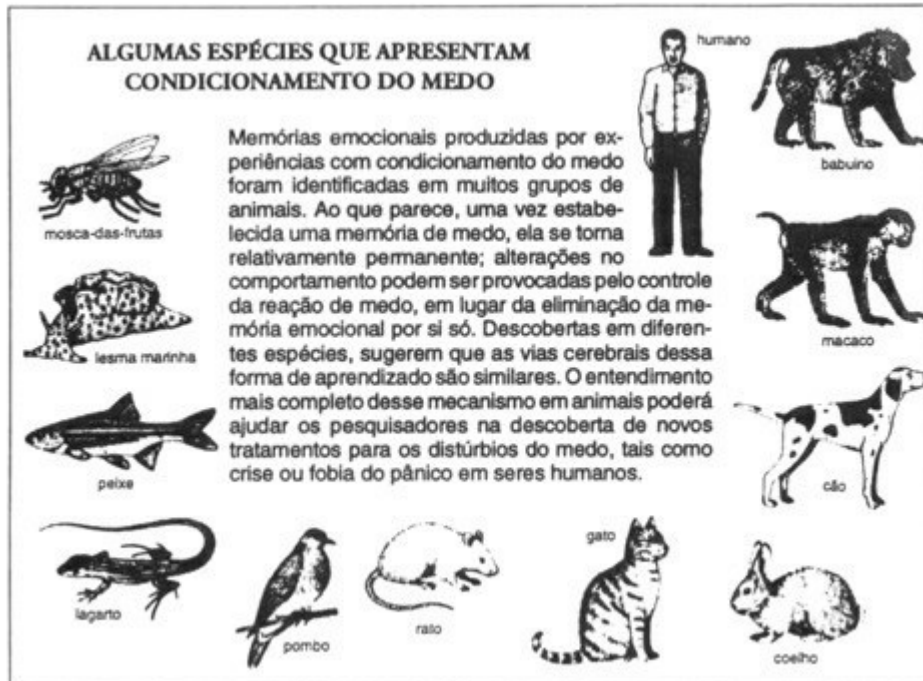 ALGUMAS ESPÉCIES QUE APRESENTAM
CONDICIONAMENTO DO MEDO
humano
babuino
mosca-das-frutas
Memórias emocionais produzidas por ex-
periências com condicionamento do medo
foram identificadas em muitos grupos de
animais. Ao que parece, uma vez estabe-
lecida uma memória de medo, ela se torna
relativamente permanente; alterações no
comportamento podem ser provocadas pelo controle
da reação de medo, em lugar da eliminação da me-
mória emocional por si só. Descobertas em diferen-
tes espécies, sugerem que as vias cerebrais dessa
forma de aprendizado são similares. O entendimento
mais completo desse mecanismo em animais poderá
ajudar os pesquisadores na descoberta de novos
tratamentos para os distúrbios do medo, tais como
crise ou fobia do pânico em seres humanos.
lesma marinha
macaco
peixe
cão
lagarto
pombo
rato
gato
coelho